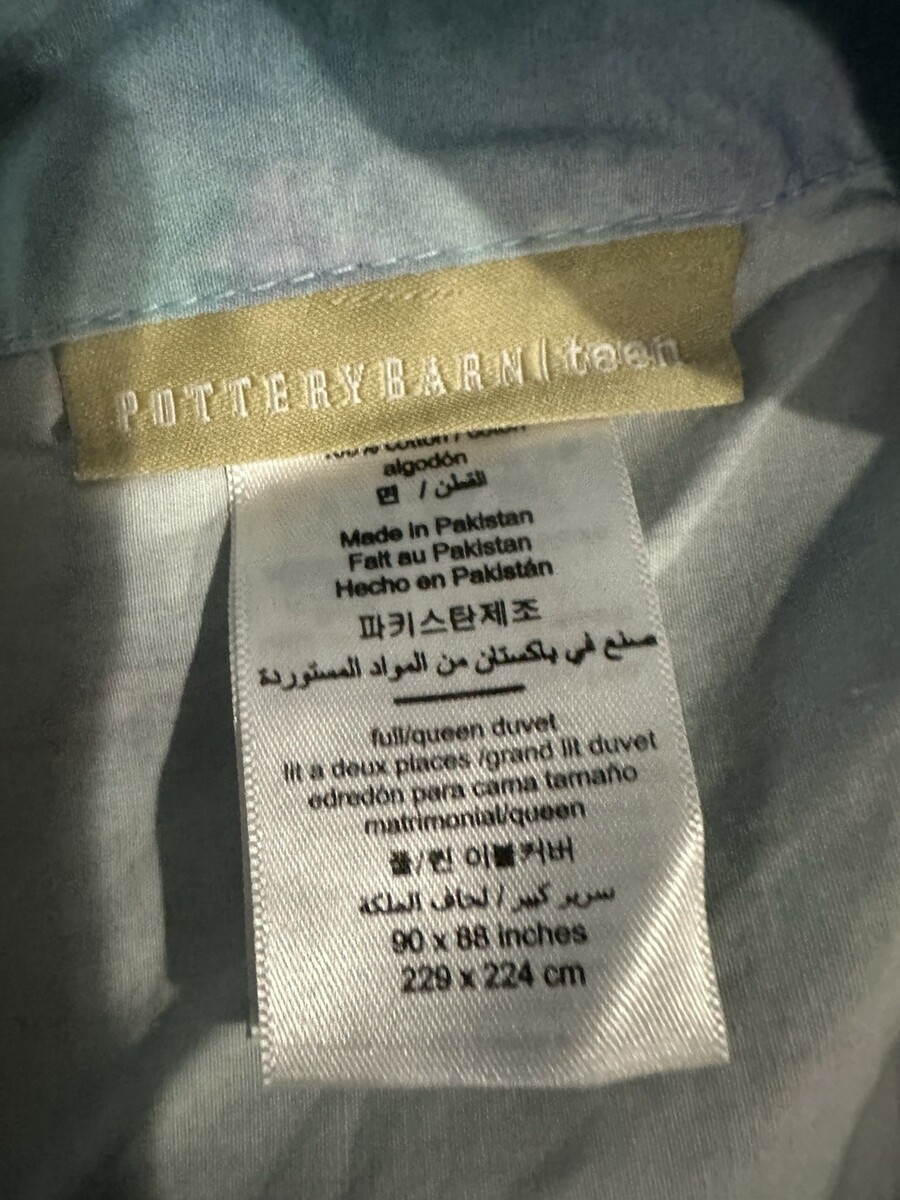 POTTERYBARN | teen
100% cotton / coton
algodón
면 / القطن
Made in Pakistan
Fait au Pakistan
Hecho en Pakistán
파키스탄제조
صنع في باكستان من المواد المستوردة
full/queen duvet
lit a deux places /grand lit duvet
edredón para cama tamaño
matrimonial/queen
풀/퀸 이불커버
سرير كبير / لحاف الملكة
90 x 88 inches
229 x 224 cm